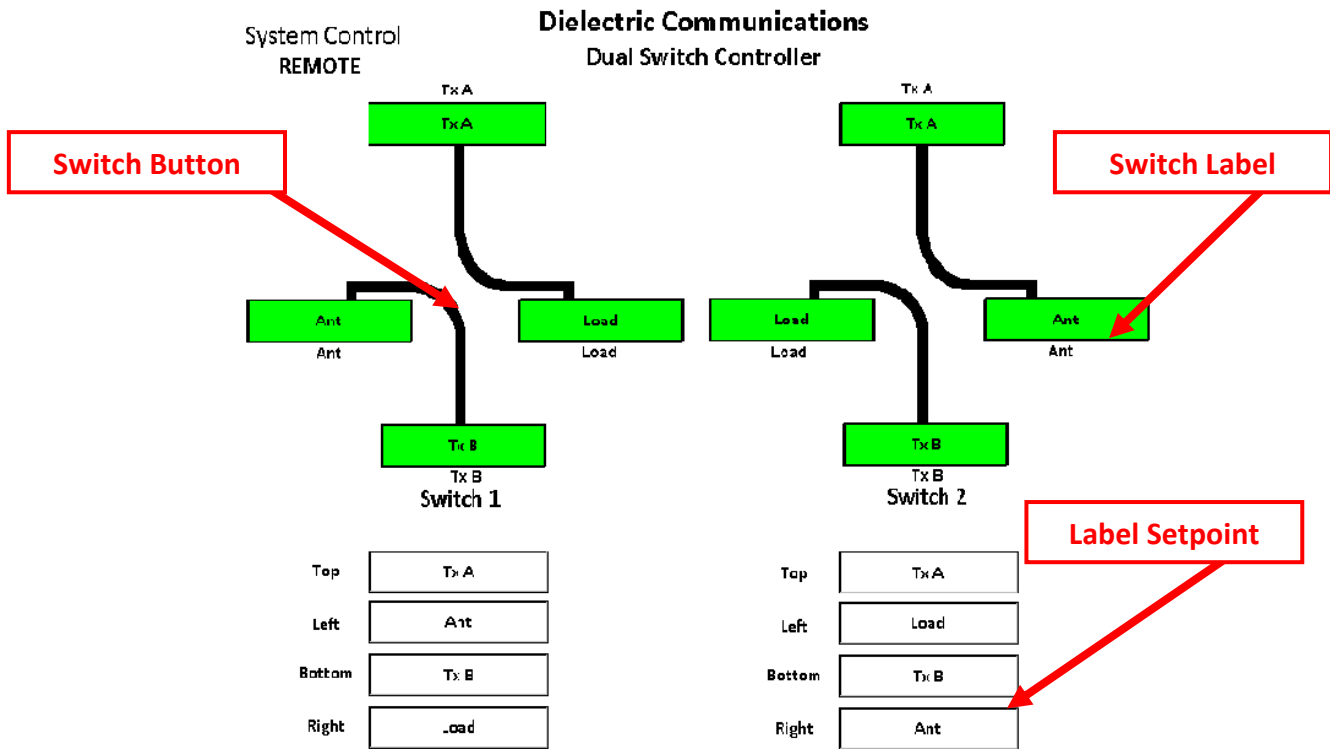 Dielectric Communications
System Control
Dual Switch Controller
REMOTE
Tx A
Tx A
Tx A
Tx A
Switch Button
Switch Label
Ant
Load
Load
Ant
Ant
Load
Load
Ant
Tx B
Tx B
Tx B
Tx B
Switch 1
Switch 2
Label Setpoint
Top
Tx A
Top
Tx A
Left
Ant
Left
Load
Bottom
Tx B
Bottom
Tx B
Right
Load
Right
Ant